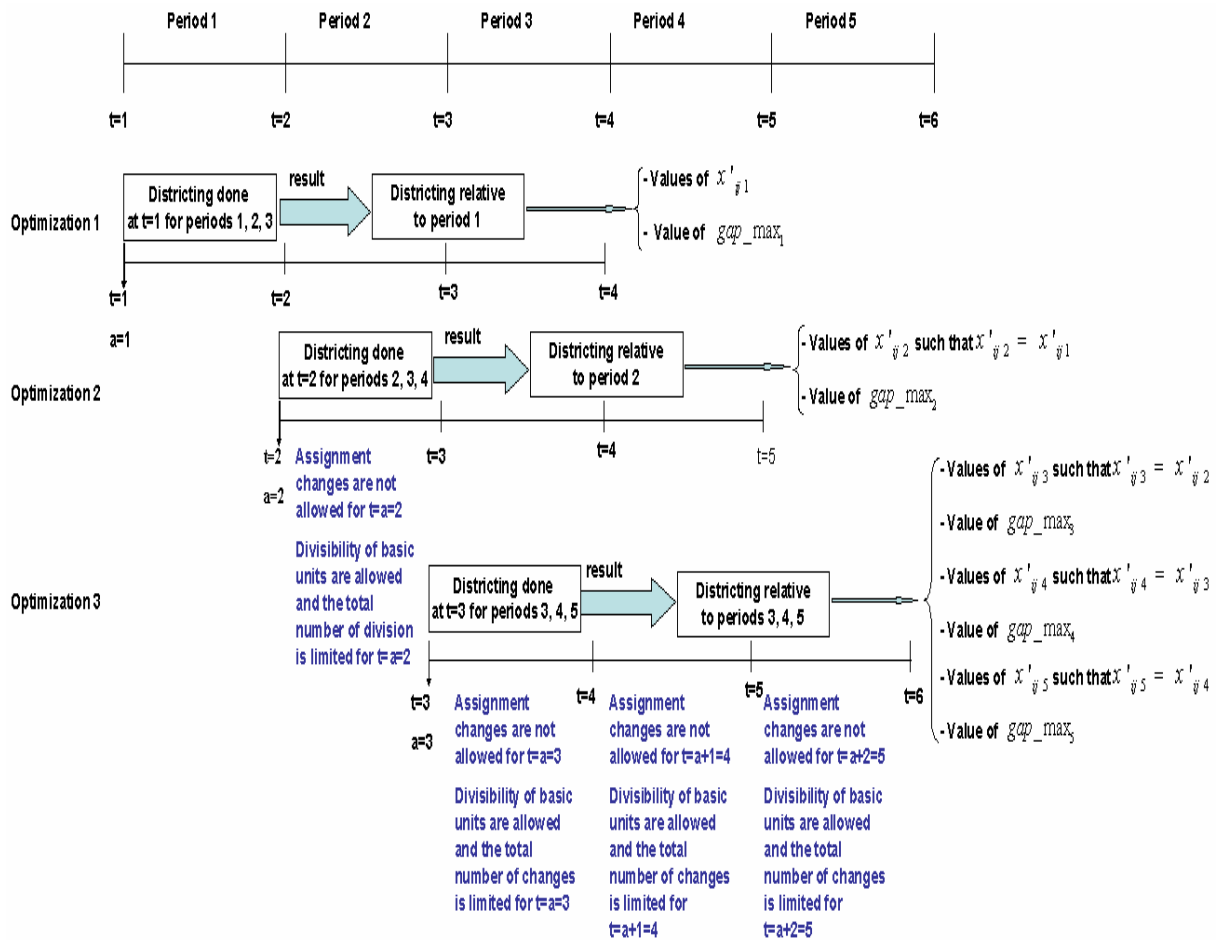 Period 1 Period 2 Period 3 Period 4 Period 5
t=1 t=2 t=3 t=4 t=5 t=6
Optimization 1
Districting done
at t=1 for periods 1, 2, 3
result
Districting relative
to period 1
- Values of x'ij1
- Value of gap_max1
t=1 t=2 t=3 t=4
a=1
Optimization 2
Districting done
at t=2 for periods 2, 3, 4
result
Districting relative
to period 2
- Values of x'ij2 such that x'ij2 = x'ij1
- Value of gap_max2
t=2 t=3 t=4 t=5
a=2
Assignment
changes are not
allowed for t=a=2
Divisibility of basic
units are allowed
and the total
number of division
is limited for t=a=2
Optimization 3
Districting done
at t=3 for periods 3, 4, 5
result
Districting relative
to periods 3, 4, 5
- Values of x'ij3 such that x'ij3 = x'ij2
- Value of gap_max3
- Values of x'ij4 such that x'ij4 = x'ij3
- Value of gap_max4
- Values of x'ij5 such that x'ij5 = x'ij4
- Value of gap_max5
t=3 t=4 t=5 t=6
a=3
Assignment
changes are not
allowed for t=a=3
Divisibility of basic
units are allowed
and the total
number of changes
is limited for t=a=3
Assignment
changes are not
allowed for t=a+1=4
Divisibility of basic
units are allowed
and the total
number of changes
is limited for
t=a+1=4
Assignment
changes are not
allowed for t=a+2=5
Divisibility of basic
units are allowed
and the total
number of changes
is limited for
t=a+2=5